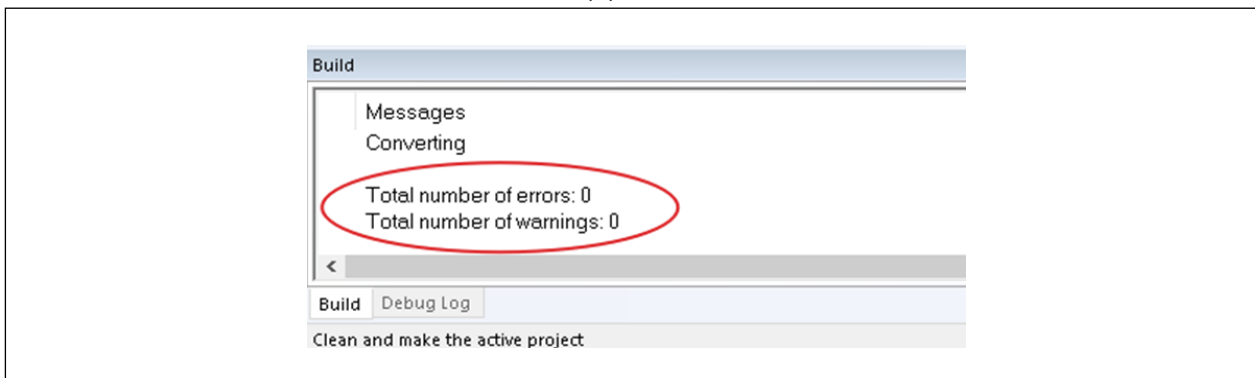 Build
Messages
Converting
Total number of errors: 0
Total number of warnings: 0
<
Build Debug Log
Clean and make the active project